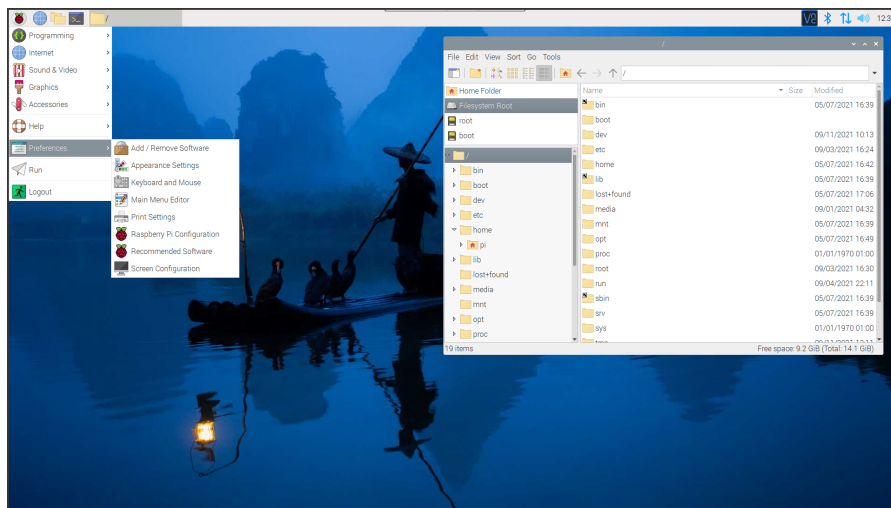 /
12:3
Programming
Internet
Sound & Video
Graphics
Accessories
Help
Preferences
Run
Logout
Add / Remove Software
Appearance Settings
Keyboard and Mouse
Main Menu Editor
Print Settings
Raspberry Pi Configuration
Recommended Software
Screen Configuration
/
File Edit View Sort Go Tools
/
Home Folder
Filesystem Root
root
boot
/
bin
boot
dev
etc
home
pi
lib
lost+found
media
mnt
opt
proc
Name Size Modified
bin 05/07/2021 16:39
boot
dev 09/11/2021 10:13
etc 09/03/2021 16:24
home 05/07/2021 16:42
lib 05/07/2021 16:39
lost+found 05/07/2021 17:06
media 09/01/2021 04:32
mnt 05/07/2021 16:39
opt 05/07/2021 16:49
proc 01/01/1970 01:00
root 09/03/2021 16:30
run 09/04/2021 22:11
sbin 05/07/2021 16:39
srv 05/07/2021 16:39
sys 01/01/1970 01:00
19 items
Free space: 9.2 GiB (Total: 14.1 GiB)